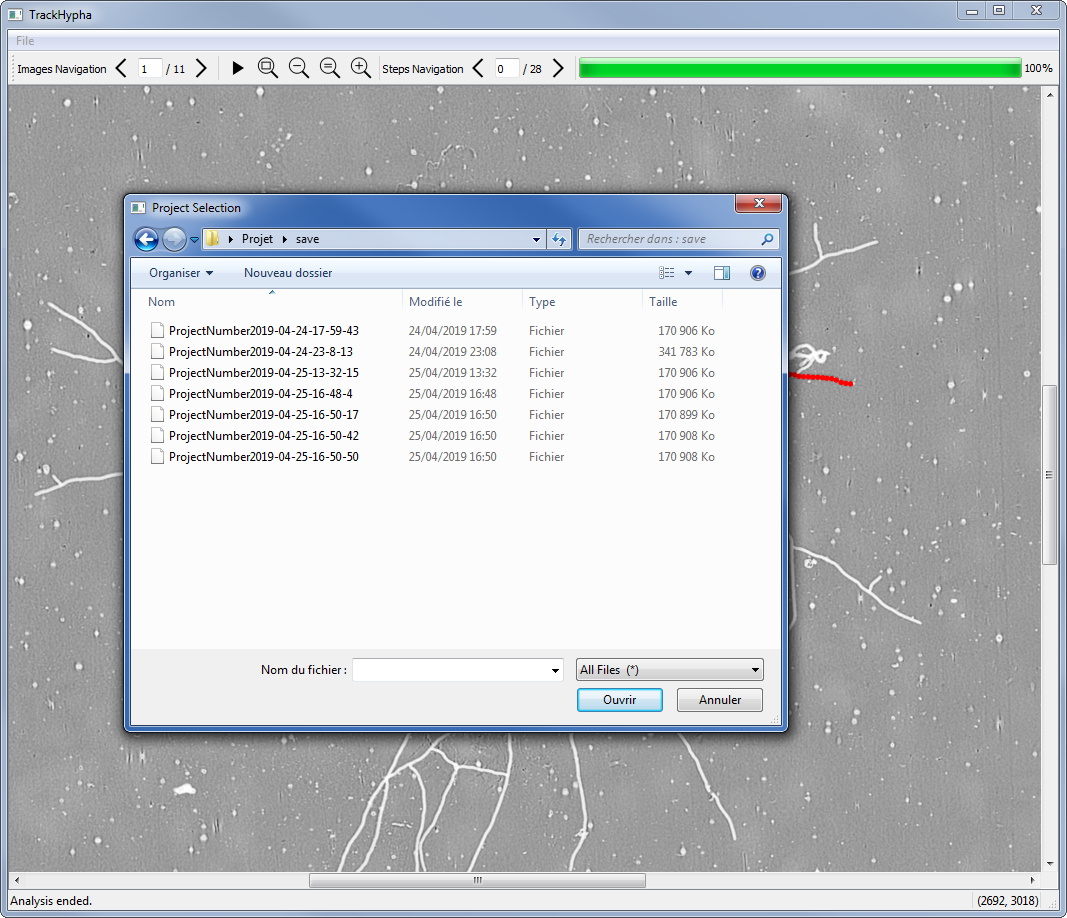 TrackHypha
File
Images Navigation 1 / 11 Steps Navigation 0 / 28 100%
Project Selection
Projet save Rechercher dans : save
Organiser Nouveau dossier
Nom Modifié le Type Taille
ProjectNumber2019-04-24-17-59-43 24/04/2019 17:59 Fichier 170 906 Ko
ProjectNumber2019-04-24-23-8-13 24/04/2019 23:08 Fichier 341 783 Ko
ProjectNumber2019-04-25-13-32-15 25/04/2019 13:32 Fichier 170 906 Ko
ProjectNumber2019-04-25-16-48-4 25/04/2019 16:48 Fichier 170 906 Ko
ProjectNumber2019-04-25-16-50-17 25/04/2019 16:50 Fichier 170 899 Ko
ProjectNumber2019-04-25-16-50-42 25/04/2019 16:50 Fichier 170 908 Ko
ProjectNumber2019-04-25-16-50-50 25/04/2019 16:50 Fichier 170 908 Ko
Nom du fichier : All Files (*)
Ouvrir Annuler
Analysis ended. (2692, 3018)